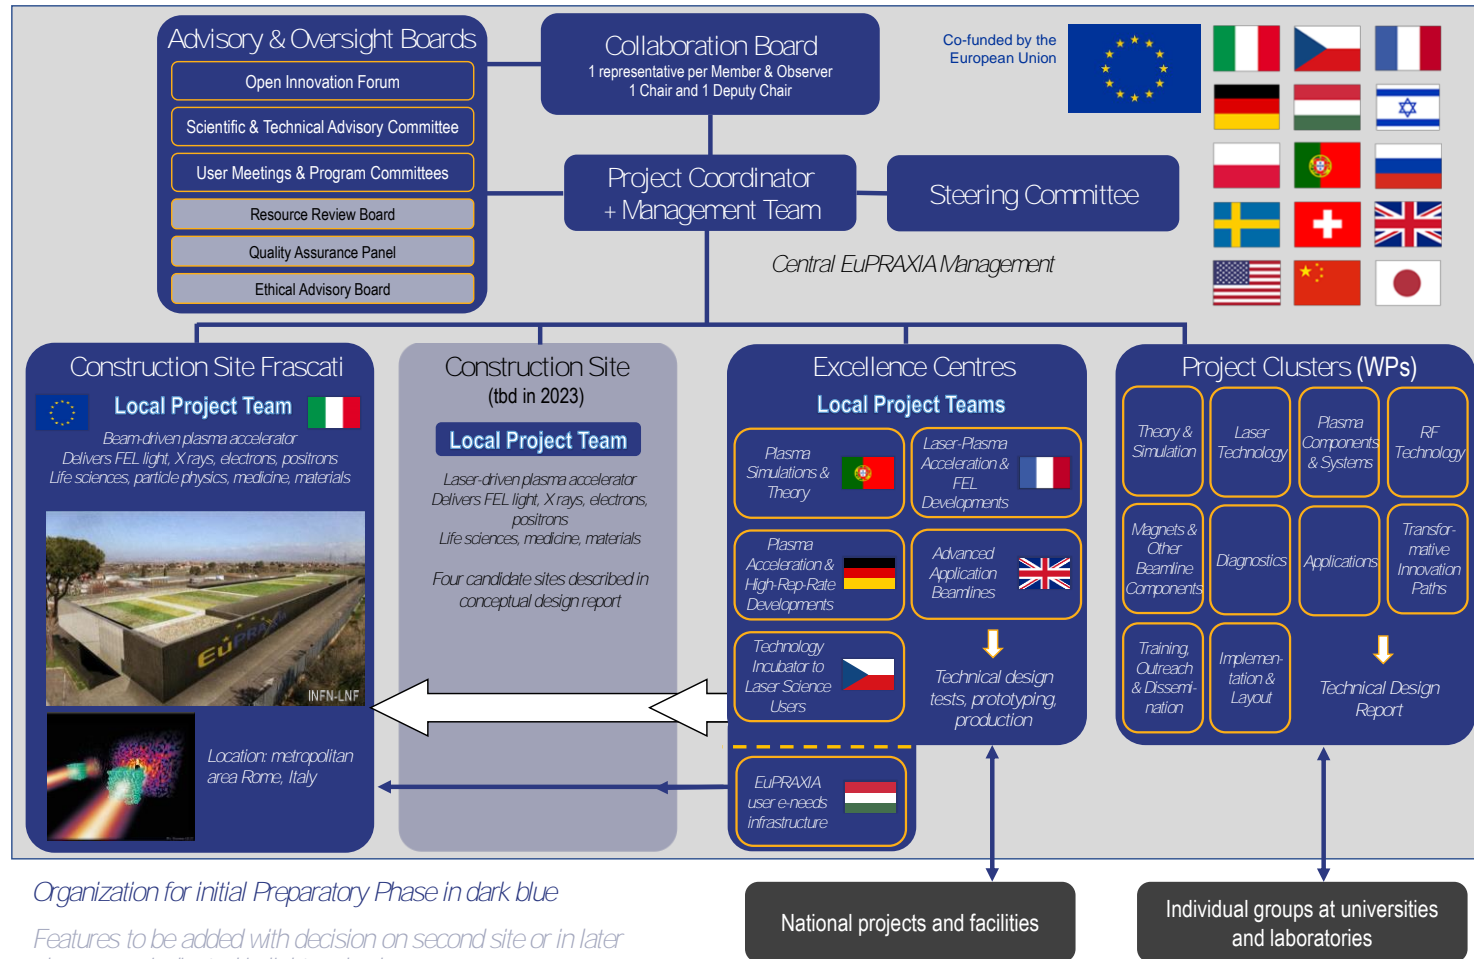 Advisory & Oversight Boards
Open Innovation Forum
Scientific & Technical Advisory Committee
User Meetings & Program Committees
Resource Review Board
Quality Assurance Panel
Ethical Advisory Board
Collaboration Board
1 representative per Member & Observer
1 Chair and 1 Deputy Chair
Co-funded by the
European Union
Project Coordinator
+ Management Team
Steering Committee
Central EuPRAXIA Management
Construction Site Frascati
Local Project Team
Beam-driven plasma accelerator
Delivers FEL light, X rays, electrons, positrons
Life sciences, particle physics, medicine, materials
EuPRAXIA
INFN-LNF
Location: metropolitan
area Rome, Italy
Construction Site
(tbd in 2023)
Local Project Team
Laser-driven plasma accelerator
Delivers FEL light, X rays, electrons,
positrons
Life sciences, medicine, materials
Four candidate sites described in
conceptual design report
Excellence Centres
Local Project Teams
Plasma
Simulations &
Theory
Laser-Plasma
Acceleration &
FEL
Developments
Plasma
Acceleration &
High-Rep-Rate
Developments
Advanced
Application
Beamlines
Technology
Incubator to
Laser Science
Users
Technical design
tests, prototyping,
production
EuPRAXIA
user e-needs
infrastructure
Project Clusters (WPs)
Theory &
Simulation
Laser
Technology
Plasma
Components
& Systems
RF
Technology
Magnets &
Other
Beamline
Components
Diagnostics
Applications
Transfor-
mative
Innovation
Paths
Training,
Outreach
& Dissemi-
nation
Implemen-
tation &
Layout
Technical Design
Report
Organization for initial Preparatory Phase in dark blue
Features to be added with decision on second site or in later
National projects and facilities
Individual groups at universities
and laboratories